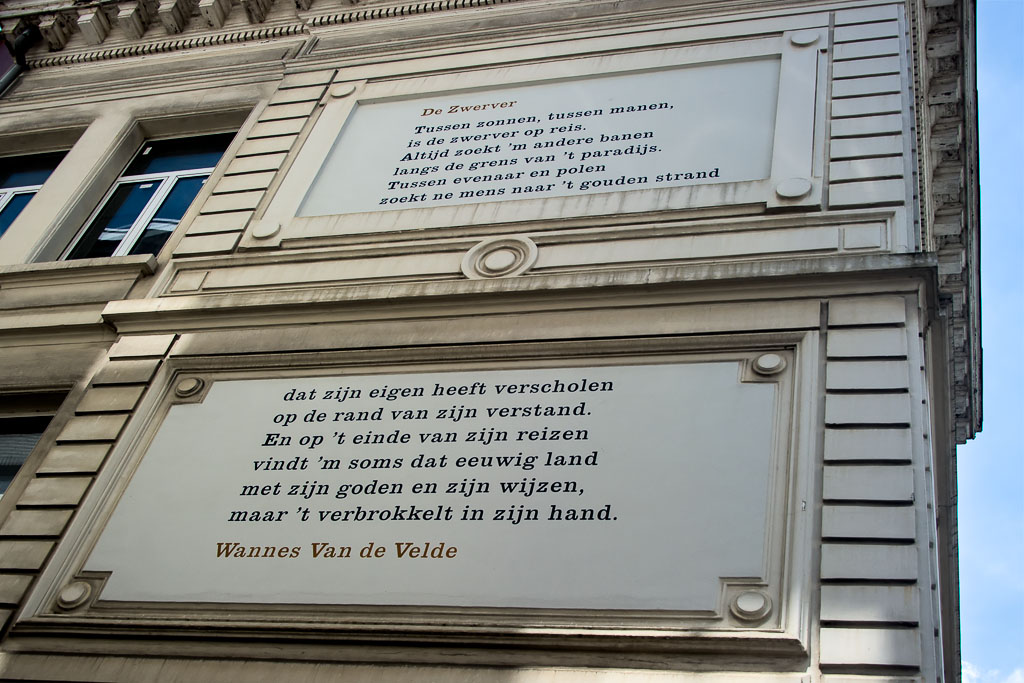 De Zwerver
Tussen zonnen, tussen manen,
is de zwerver op reis.
Altijd zoekt 'm andere banen
langs de grens van 't paradijs.
Tussen evenaar en polen
zoekt ne mens naar 't gouden strand
dat zijn eigen heeft verscholen
op de rand van zijn verstand.
En op 't einde van zijn reizen
vindt 'm soms dat eeuwig land
met zijn goden en zijn wijzen,
maar 't verbrokkelt in zijn hand.
Wannes Van de Velde